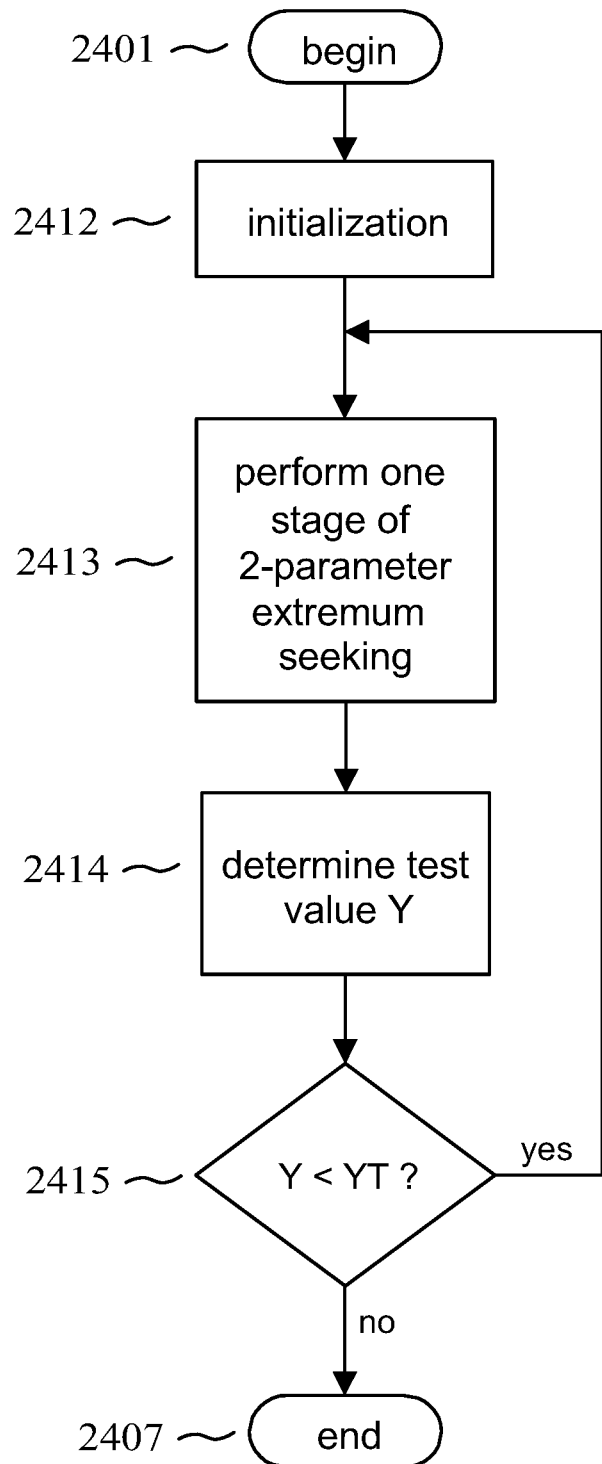 2401 begin
2412 initialization
perform one
stage of
2413 2-parameter
extremum
seeking
2414 determine test
value Y
2415 Y < YT ? yes
no
2407 end